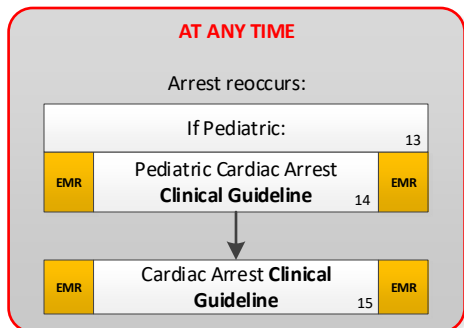 AT ANY TIME
Arrest reoccurs:
If Pediatric:
13
EMR
Pediatric Cardiac Arrest
Clinical Guideline
14
EMR
EMR
Cardiac Arrest Clinical
Guideline
15
EMR